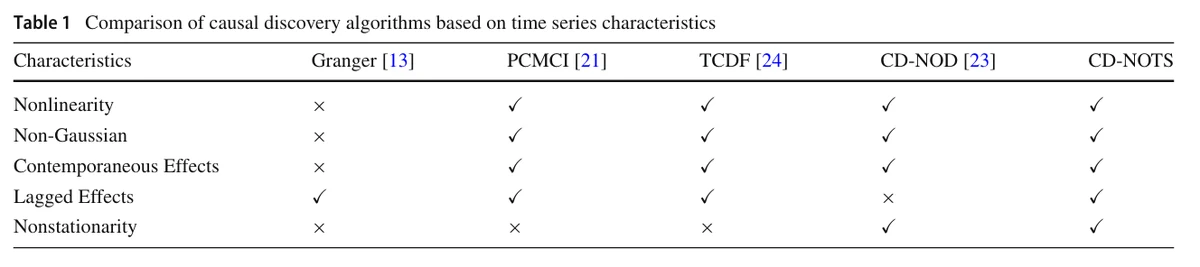 Table 1 Comparison of causal discovery algorithms based on time series characteristics
Characteristics Granger [13] PCMCI [21] TCDF [24] CD-NOD [23] CD-NOTS
Nonlinearity × ✓ ✓ ✓ ✓
Non-Gaussian × ✓ ✓ ✓ ✓
Contemporaneous Effects × ✓ ✓ ✓ ✓
Lagged Effects ✓ ✓ ✓ × ✓
Nonstationarity × × × ✓ ✓